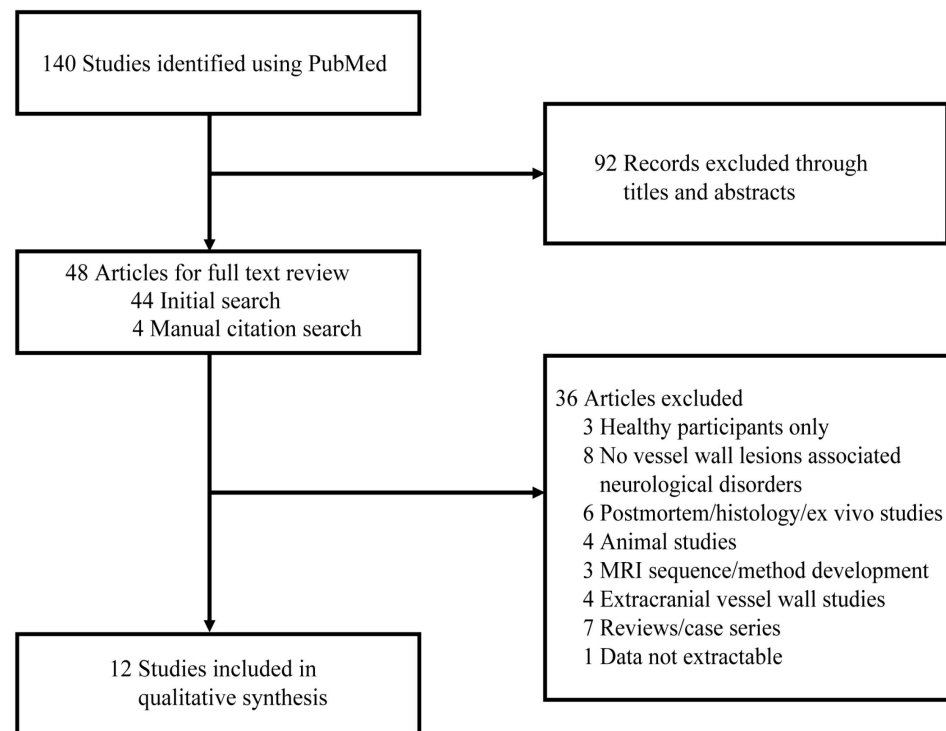 140 Studies identified using PubMed
92 Records excluded through
titles and abstracts
48 Articles for full text review
44 Initial search
4 Manual citation search
36 Articles excluded
3 Healthy participants only
8 No vessel wall lesions associated
neurological disorders
6 Postmortem/histology/ex vivo studies
4 Animal studies
3 MRI sequence/method development
4 Extracranial vessel wall studies
7 Reviews/case series
1 Data not extractable
12 Studies included in
qualitative synthesis